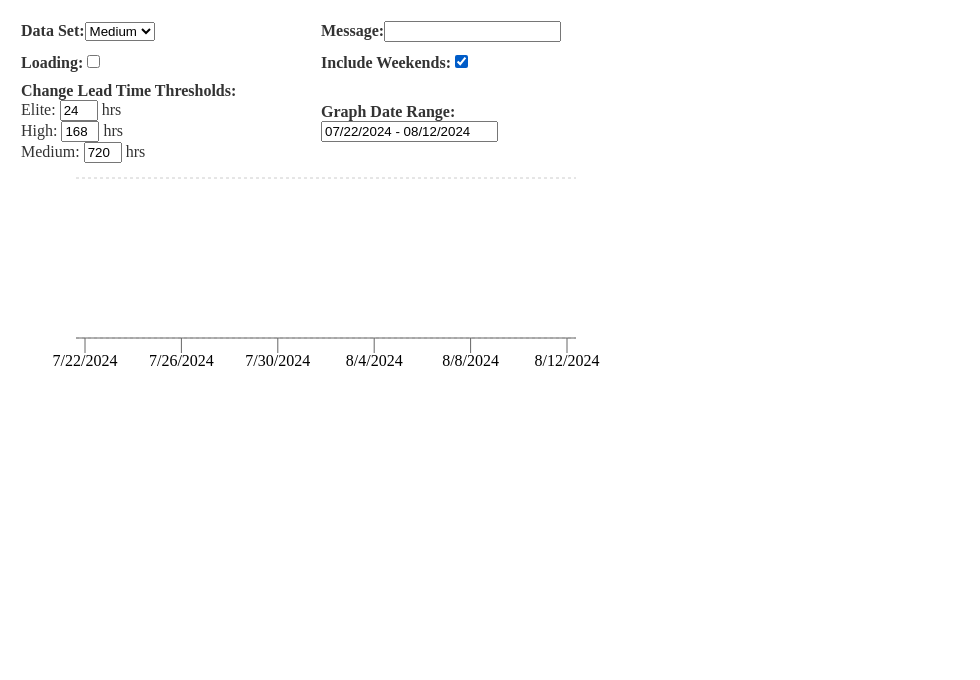 Data Set: Medium
Message:
Loading:
Include Weekends:
Change Lead Time Thresholds:
Elite: 24 hrs
High: 168 hrs
Medium: 720 hrs
Graph Date Range:
07/22/2024 - 08/12/2024
7/22/2024 7/26/2024 7/30/2024 8/4/2024 8/8/2024 8/12/2024